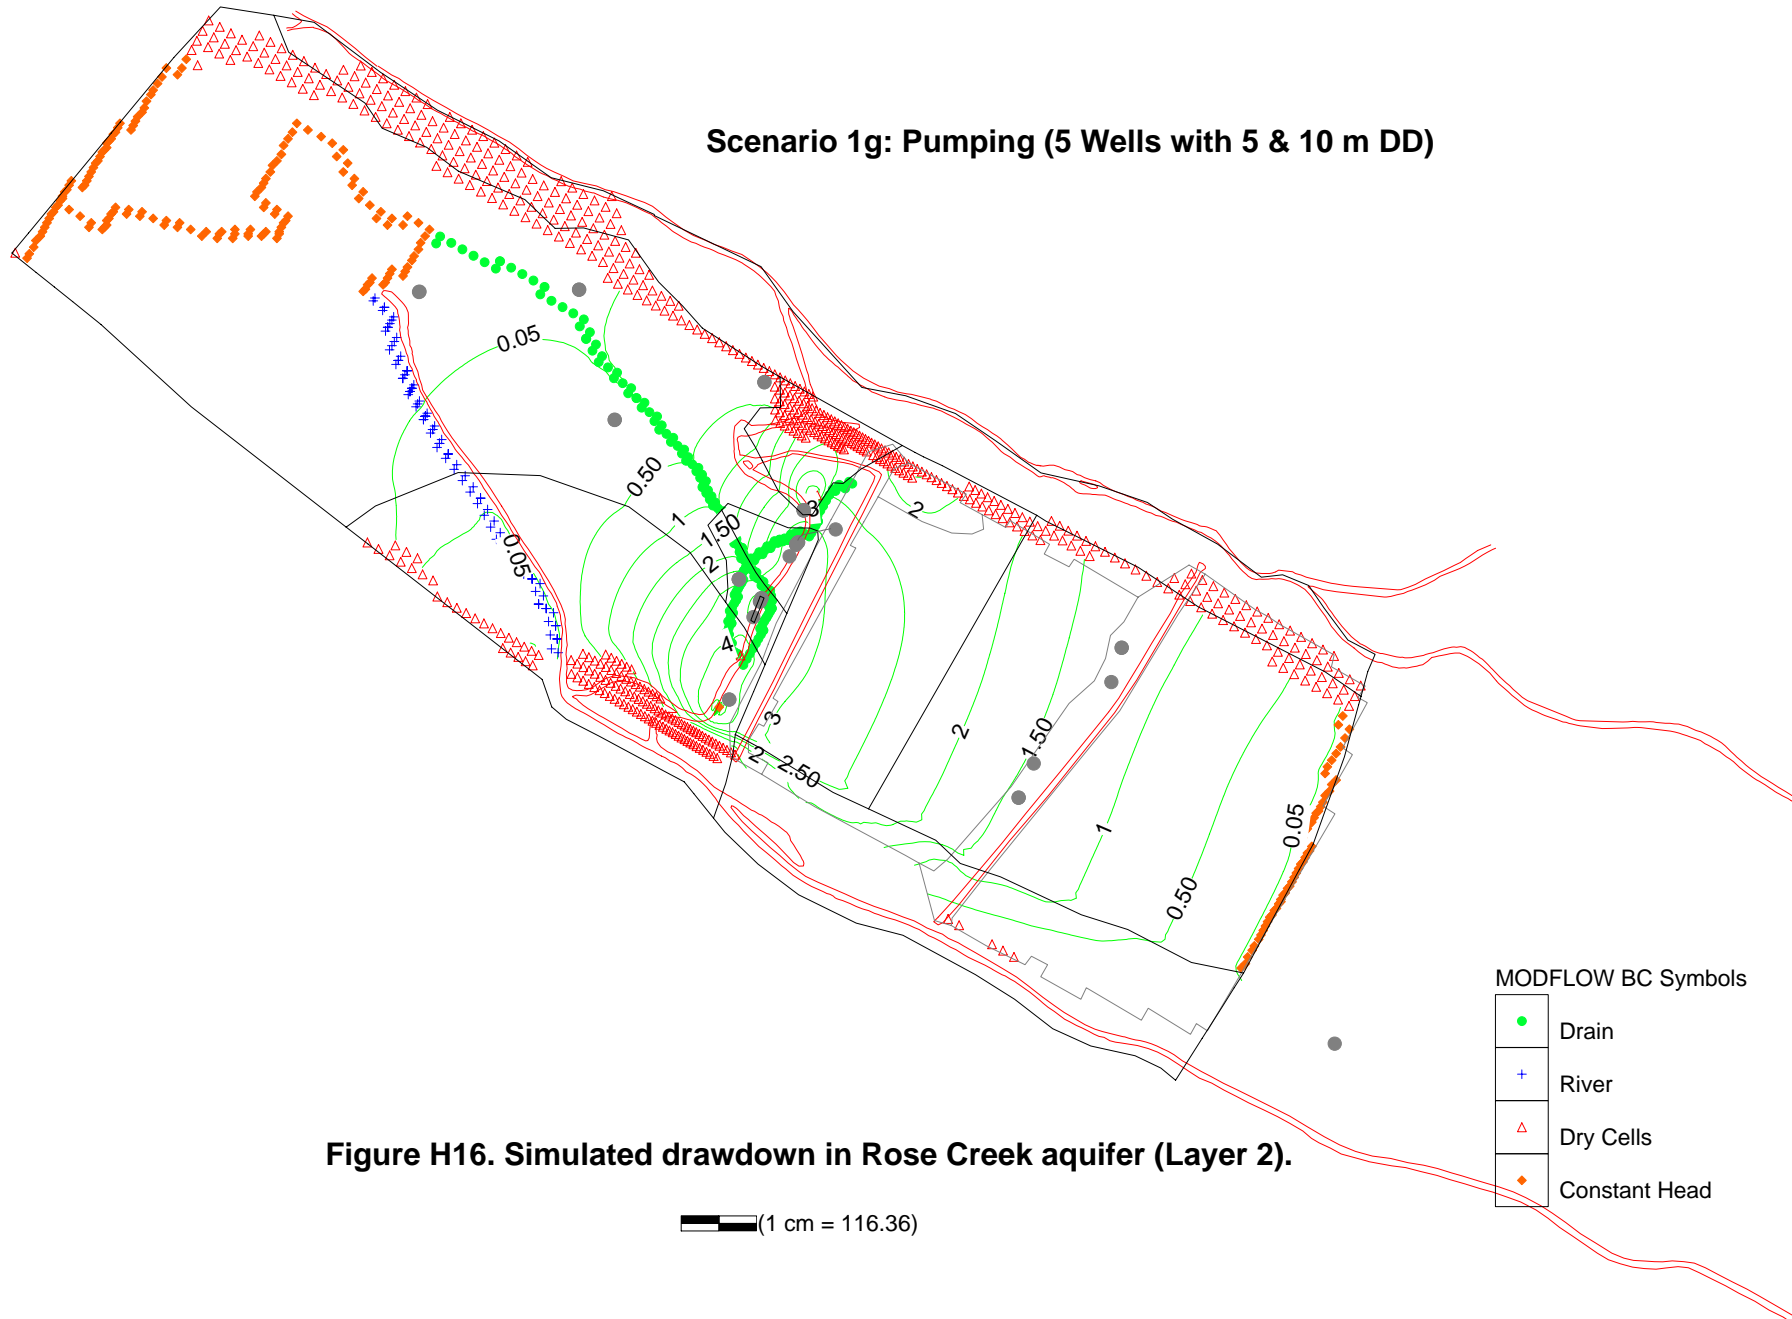 Scenario 1g: Pumping (5 Wells with 5 & 10 m DD)
0.05
0.50
1
1.50
2
3
2
0.05
4
3
2
2.50
2
1.50
1
0.50
0.05
MODFLOW BC Symbols
Drain
River
Dry Cells
Constant Head
Figure H16. Simulated drawdown in Rose Creek aquifer (Layer 2).
(1 cm = 116.36)